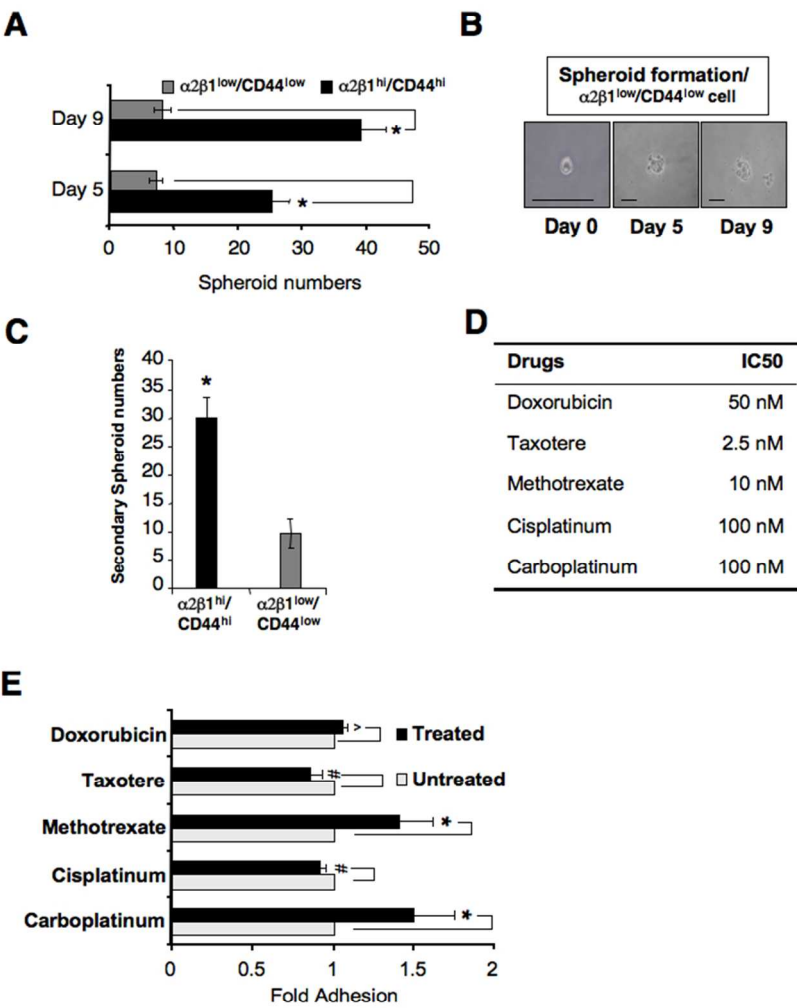 A
α2β1low/CD44low α2β1hi/CD44hi
Day 9
*
Day 5
*
0 10 20 30 40 50
Spheroid numbers
B
Spheroid formation/
α2β1low/CD44low cell
Day 0 Day 5 Day 9
C
Secondary Spheroid numbers
40
35
30
25
20
15
10
5
0
*
α2β1hi/ α2β1low/
CD44hi CD44low
D
Drugs IC50
Doxorubicin 50 nM
Taxotere 2.5 nM
Methotrexate 10 nM
Cisplatinum 100 nM
Carboplatinum 100 nM
E
Doxorubicin > Treated
Taxotere # Untreated
Methotrexate *
Cisplatinum #
Carboplatinum *
0 0.5 1 1.5 2
Fold Adhesion